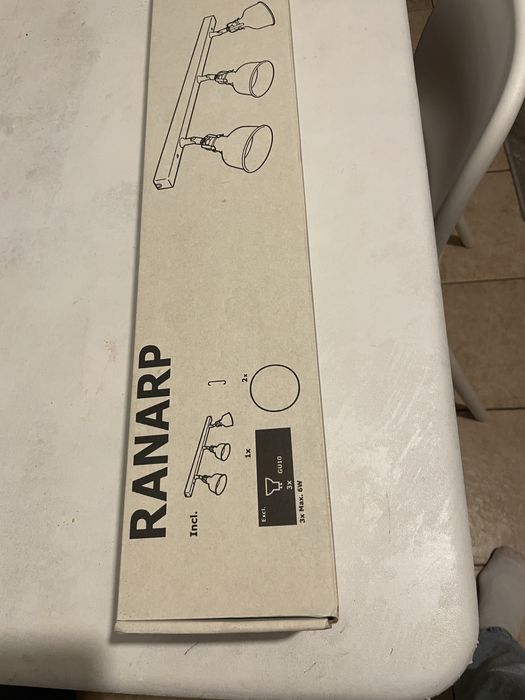 RANARP
Incl.
1x
2x
Excl.
GU10
3x
3x Max. 6W